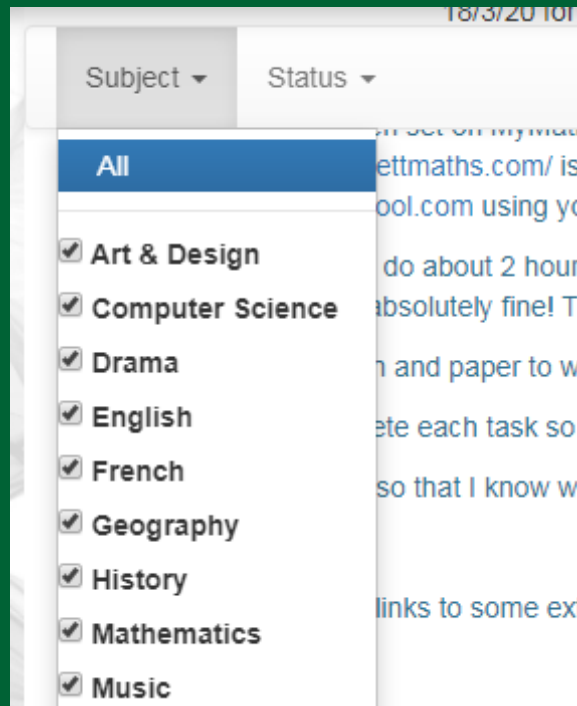 18/3/20 for
Subject Status
All
ettmaths.com/ is
ool.com using yo
Art & Design
do about 2 hour
Computer Science
absolutely fine! T
Drama
n and paper to w
English
ete each task so
French
so that I know w
Geography
History
links to some ext
Mathematics
Music